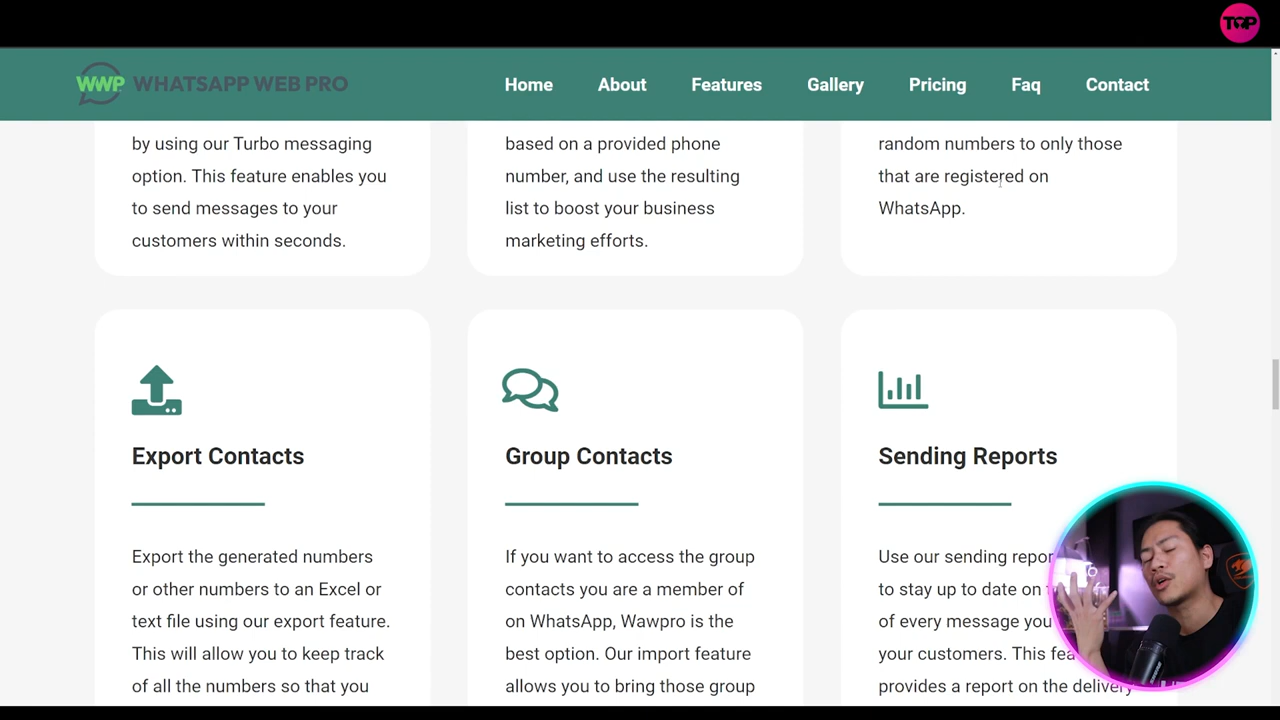 TOP
WWP WHATSAPP WEB PRO
Home About Features Gallery Pricing Faq Contact
by using our Turbo messaging
option. This feature enables you
to send messages to your
customers within seconds.
based on a provided phone
number, and use the resulting
list to boost your business
marketing efforts.
random numbers to only those
that are registered on
WhatsApp.
Export Contacts
Export the generated numbers
or other numbers to an Excel or
text file using our export feature.
This will allow you to keep track
of all the numbers so that you
Group Contacts
If you want to access the group
contacts you are a member of
on WhatsApp, Wawpro is the
best option. Our import feature
allows you to bring those group
Sending Reports
Use our sending repor
to stay up to date on
of every message you
your customers. This fea
provides a report on the delivery